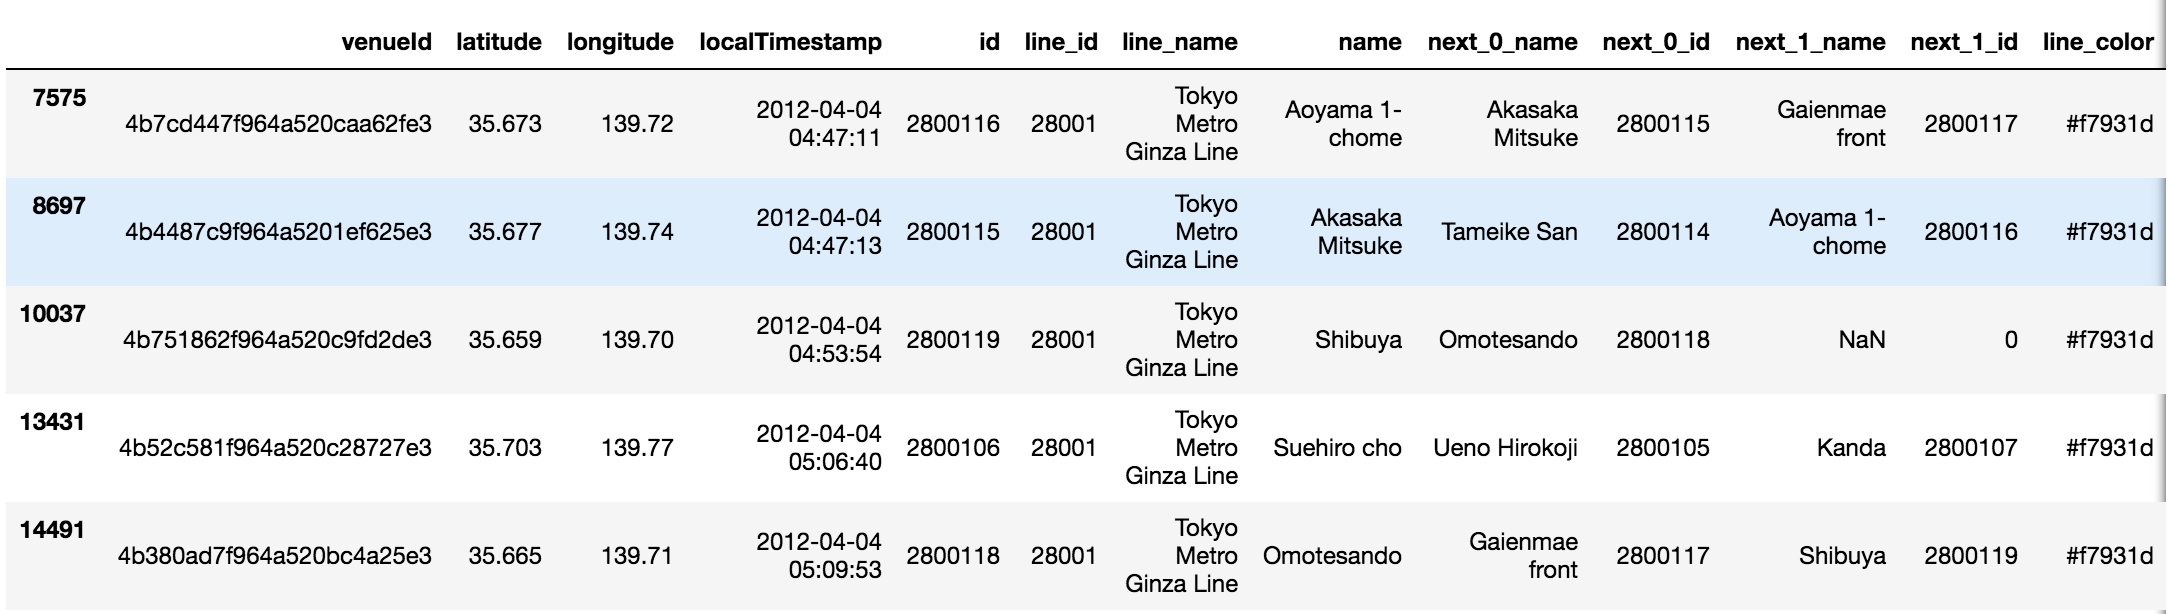 venueId latitude longitude localTimestamp id line_id line_name name next_0_name next_0_id next_1_name next_1_id line_color
7575 4b7cd447f964a520caa62fe3 35.673 139.72 2012-04-04 04:47:11 2800116 28001 Tokyo Metro Ginza Line Aoyama 1-chome Akasaka Mitsuke 2800115 Gaienmae front 2800117 #f7931d
8697 4b4487c9f964a5201ef625e3 35.677 139.74 2012-04-04 04:47:13 2800115 28001 Tokyo Metro Ginza Line Akasaka Mitsuke Tameike San 2800114 Aoyama 1-chome 2800116 #f7931d
10037 4b751862f964a520c9fd2de3 35.659 139.70 2012-04-04 04:53:54 2800119 28001 Tokyo Metro Ginza Line Shibuya Omotesando 2800118 NaN 0 #f7931d
13431 4b52c581f964a520c28727e3 35.703 139.77 2012-04-04 05:06:40 2800106 28001 Tokyo Metro Ginza Line Suehiro cho Ueno Hirokoji 2800105 Kanda 2800107 #f7931d
14491 4b380ad7f964a520bc4a25e3 35.665 139.71 2012-04-04 05:09:53 2800118 28001 Tokyo Metro Ginza Line Omotesando Gaienmae front 2800117 Shibuya 2800119 #f7931d